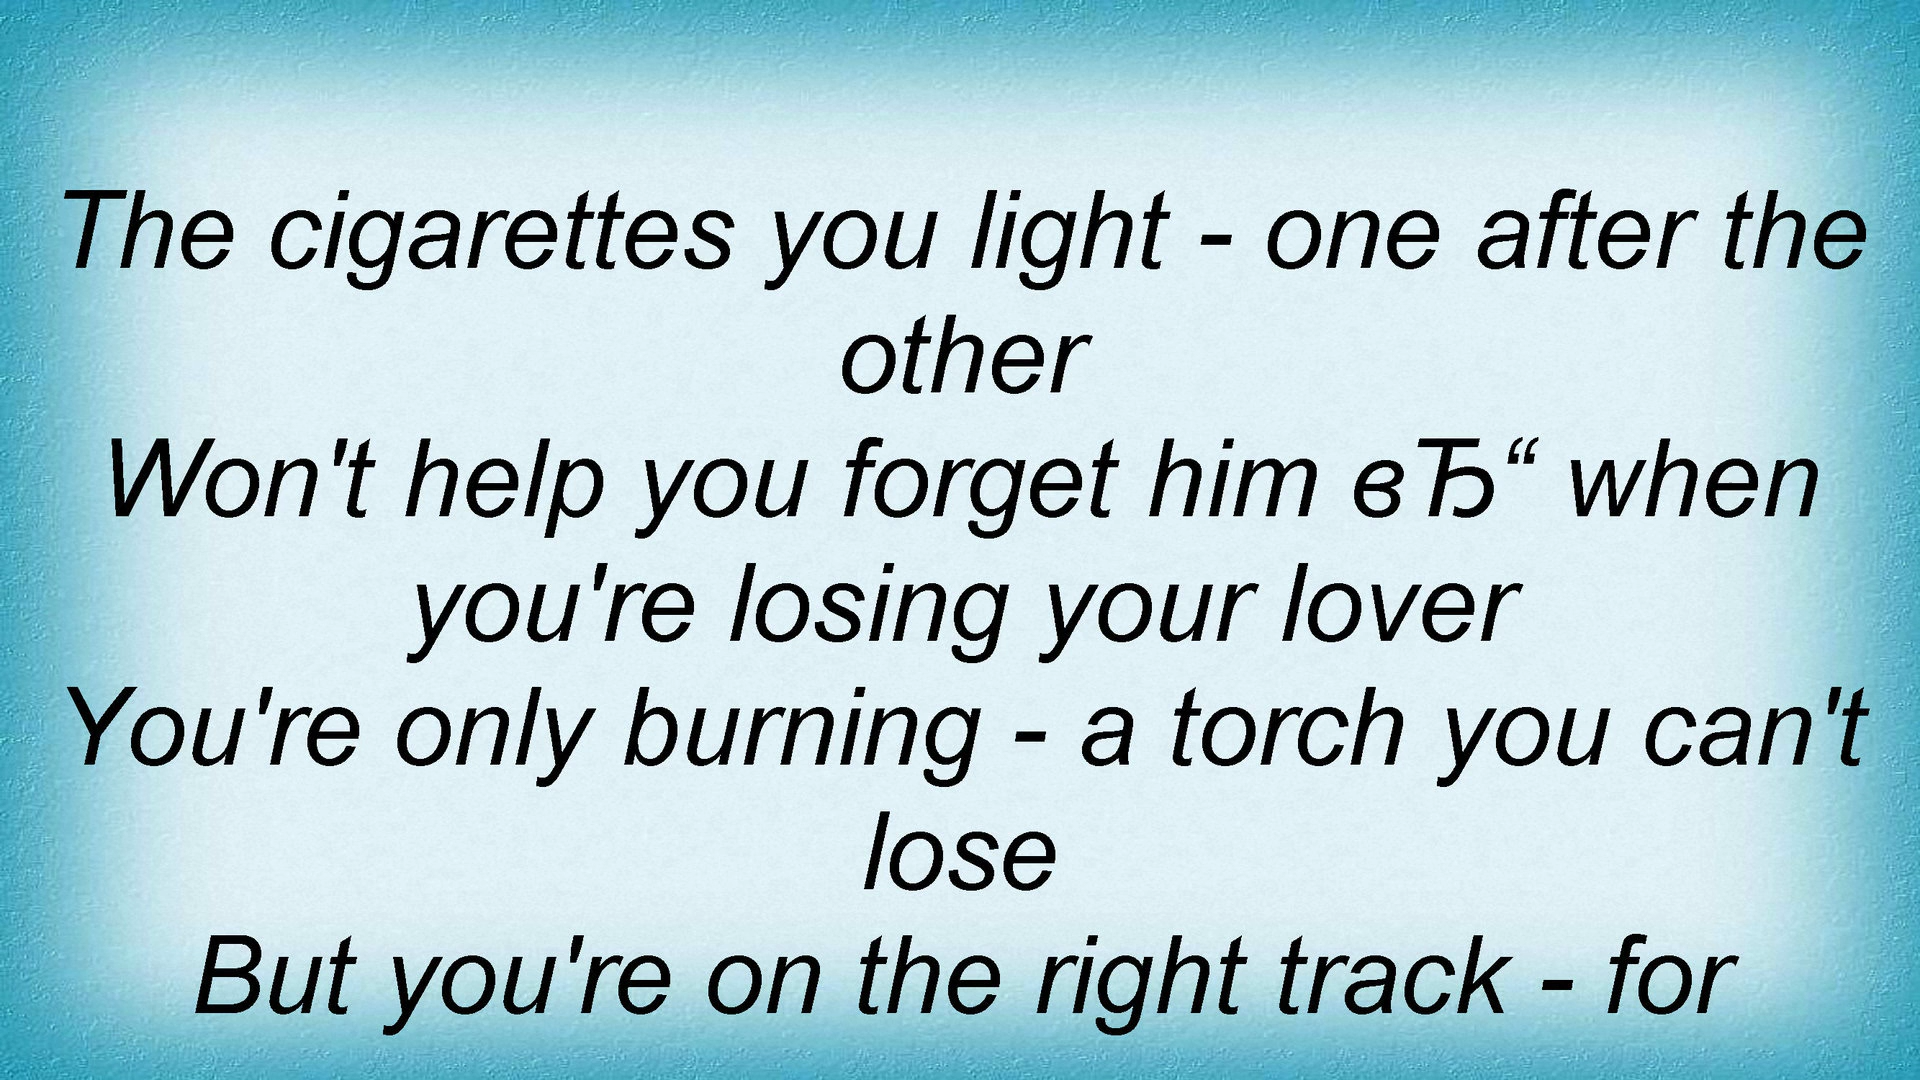 The cigarettes you light - one after the
other
Won't help you forget him вЂ“ when
you're losing your lover
You're only burning - a torch you can't
lose
But you're on the right track - for